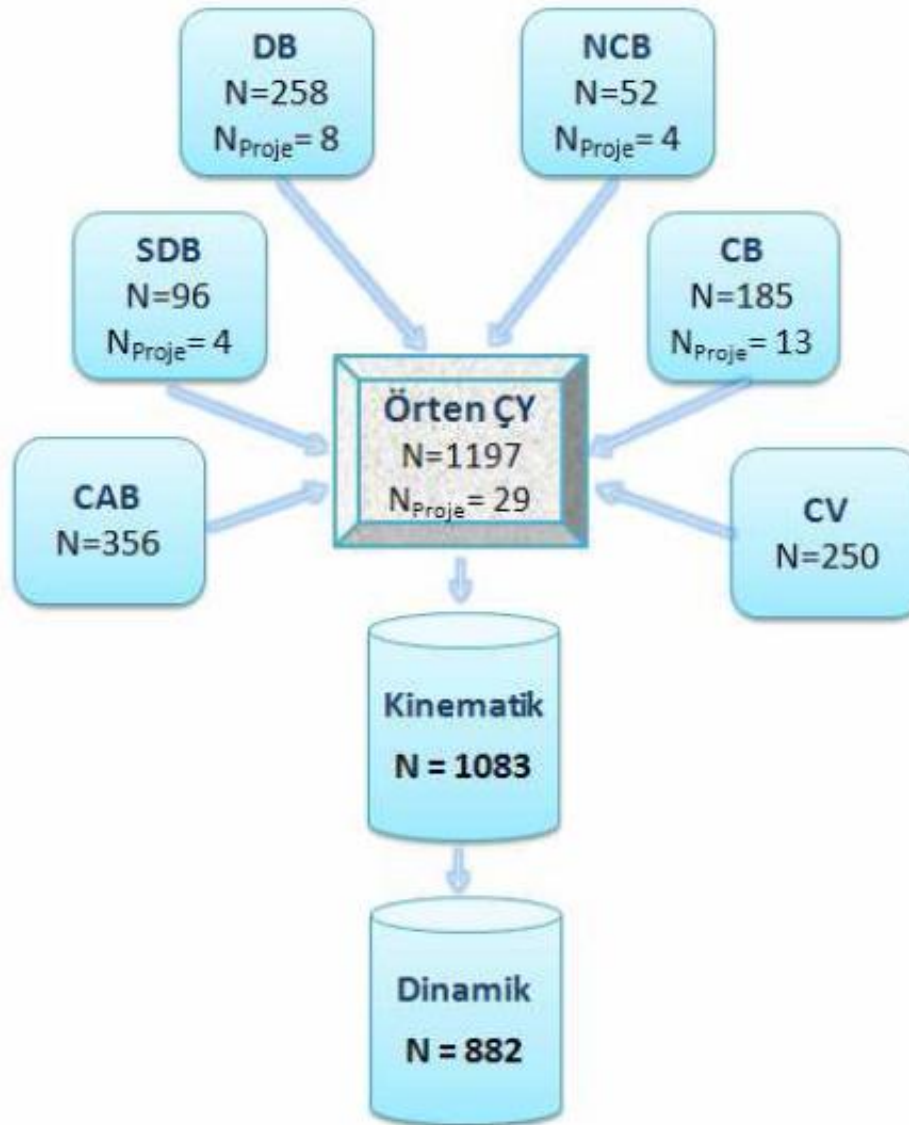 DB
N=258
NProje= 8
NCB
N=52
NProje= 4
SDB
N=96
NProje= 4
CB
N=185
NProje= 13
Örten ÇY
N=1197
NProje= 29
CAB
N=356
CV
N=250
Kinematik
N = 1083
Dinamik
N = 882